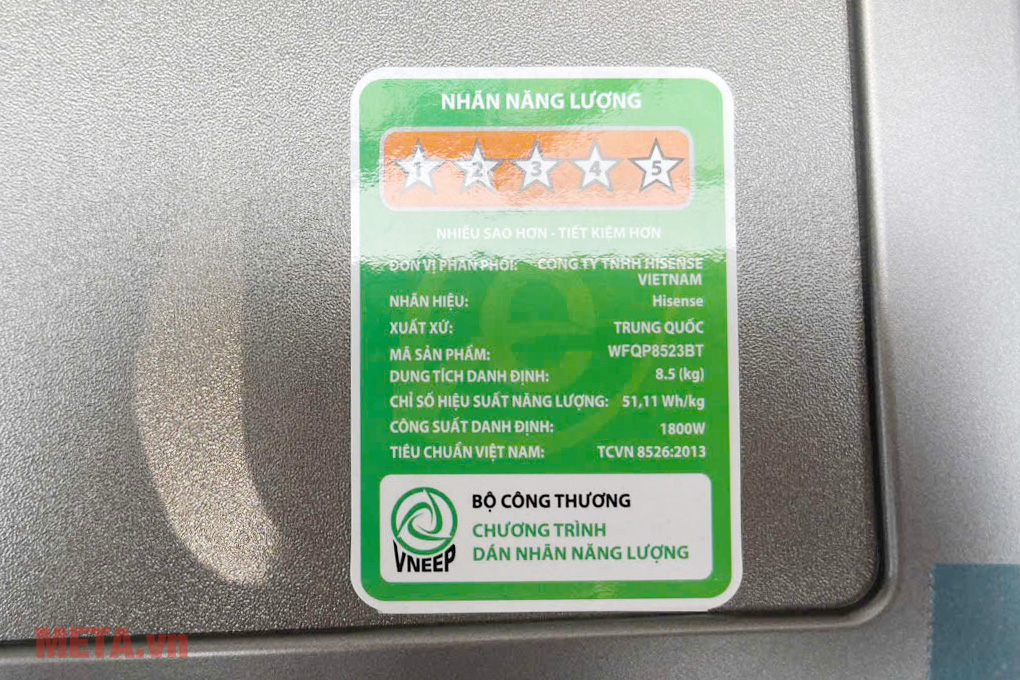 NHÃN NĂNG LƯỢNG
1 2 3 4 5
NHIỀU SAO HƠN - TIẾT KIỆM HƠN
ĐƠN VỊ PHÂN PHỐI: CÔNG TY TNHH HISENSE
VIETNAM
NHÃN HIỆU: Hisense
XUẤT XỨ: TRUNG QUỐC
MÃ SẢN PHẨM: WFQP8523BT
DUNG TÍCH DANH ĐỊNH: 8.5 (kg)
CHỈ SỐ HIỆU SUẤT NĂNG LƯỢNG: 51,11 Wh/kg
CÔNG SUẤT DANH ĐỊNH: 1800W
TIÊU CHUẨN VIỆT NAM: TCVN 8526:2013
BỘ CÔNG THƯƠNG
CHƯƠNG TRÌNH
DÁN NHÃN NĂNG LƯỢNG
VNEEP
META.vn